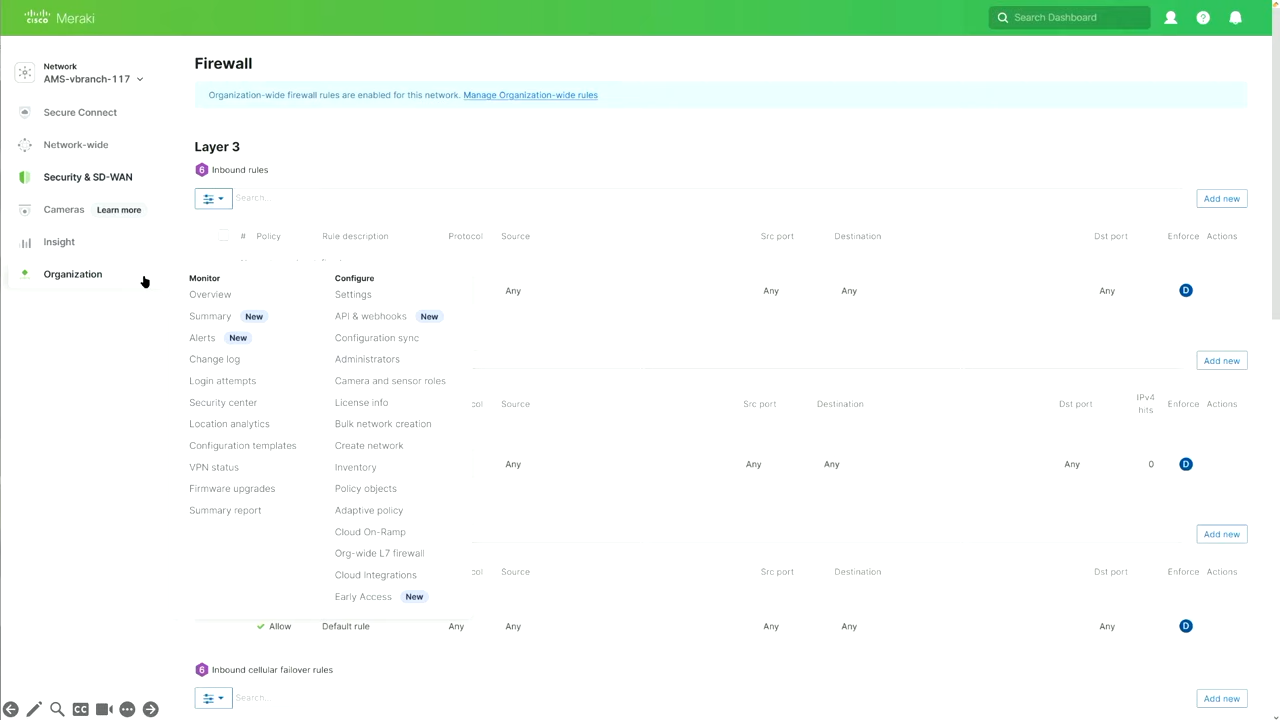 CISCO Meraki
Search Dashboard
Network
AMS-vbranch-117
Secure Connect
Network-wide
Security & SD-WAN
Cameras Learn more
Insight
Organization
Firewall
Organization-wide firewall rules are enabled for this network. Manage Organization-wide rules
Layer 3
6 Inbound rules
Search...
Add new
# Policy Rule description Protocol Source Src port Destination Dst port Enforce Actions
Any Any Any Any D
Add new
col Source Src port Destination Dst port IPv4 hits Enforce Actions
Any Any Any Any 0 D
Add new
col Source Src port Destination Dst port Enforce Actions
Allow Default rule Any Any Any Any Any D
6 Inbound cellular failover rules
Search...
Add new
Monitor
Overview
Summary New
Alerts New
Change log
Login attempts
Security center
Location analytics
Configuration templates
VPN status
Firmware upgrades
Summary report
Configure
Settings
API & webhooks New
Configuration sync
Administrators
Camera and sensor roles
License info
Bulk network creation
Create network
Inventory
Policy objects
Adaptive policy
Cloud On-Ramp
Org-wide L7 firewall
Cloud Integrations
Early Access New
CC